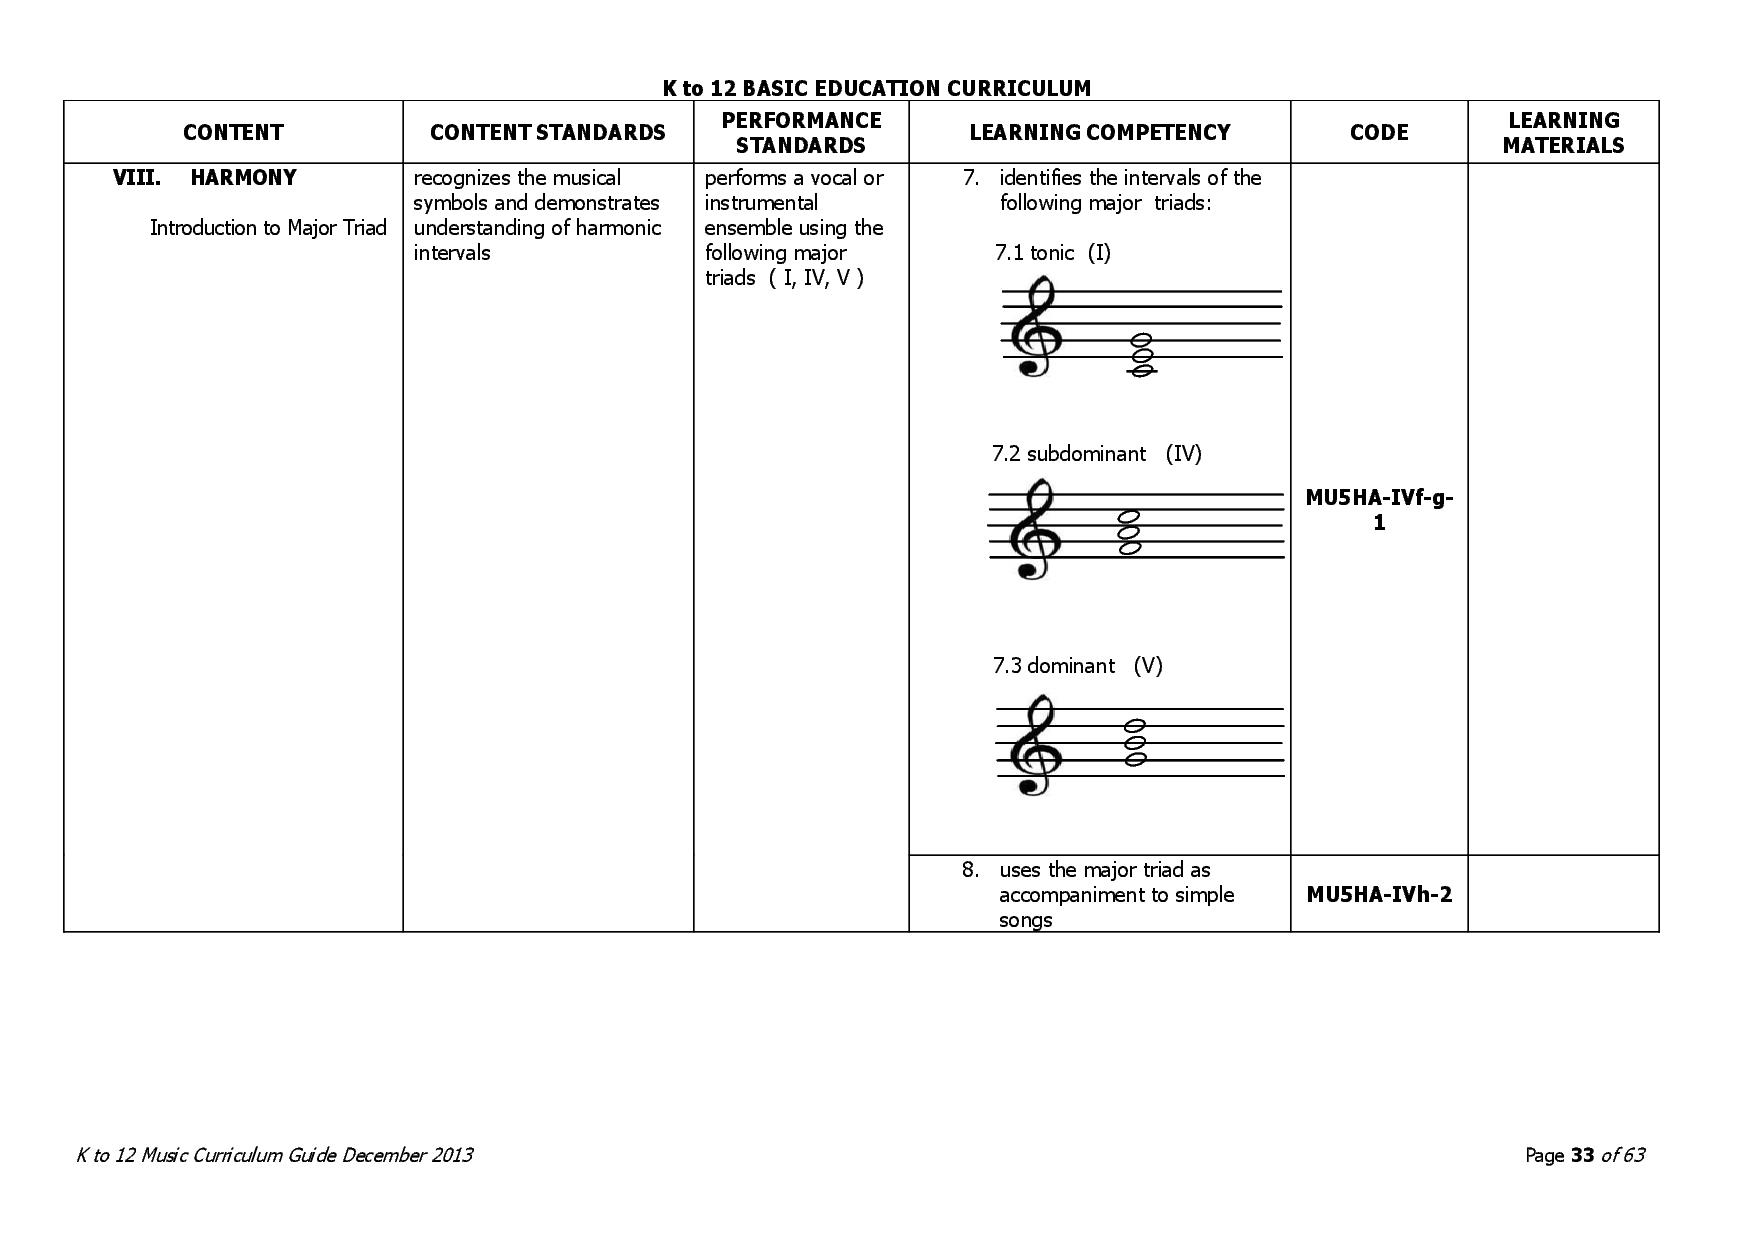 K to 12 BASIC EDUCATION CURRICULUM
CONTENT
CONTENT STANDARDS
PERFORMANCE
STANDARDS
LEARNING COMPETENCY
CODE
LEARNING
MATERIALS
VIII. HARMONY
Introduction to Major Triad
recognizes the musical
symbols and demonstrates
understanding of harmonic
intervals
performs a vocal or
instrumental
ensemble using the
following major
triads ( I, IV, V )
7. identifies the intervals of the
following major triads:
7.1 tonic (I)
7.2 subdominant (IV)
7.3 dominant (V)
MU5HA-IVf-g-
1
8. uses the major triad as
accompaniment to simple
songs
MU5HA-IVh-2
K to 12 Music Curriculum Guide December 2013
Page 33 of 63